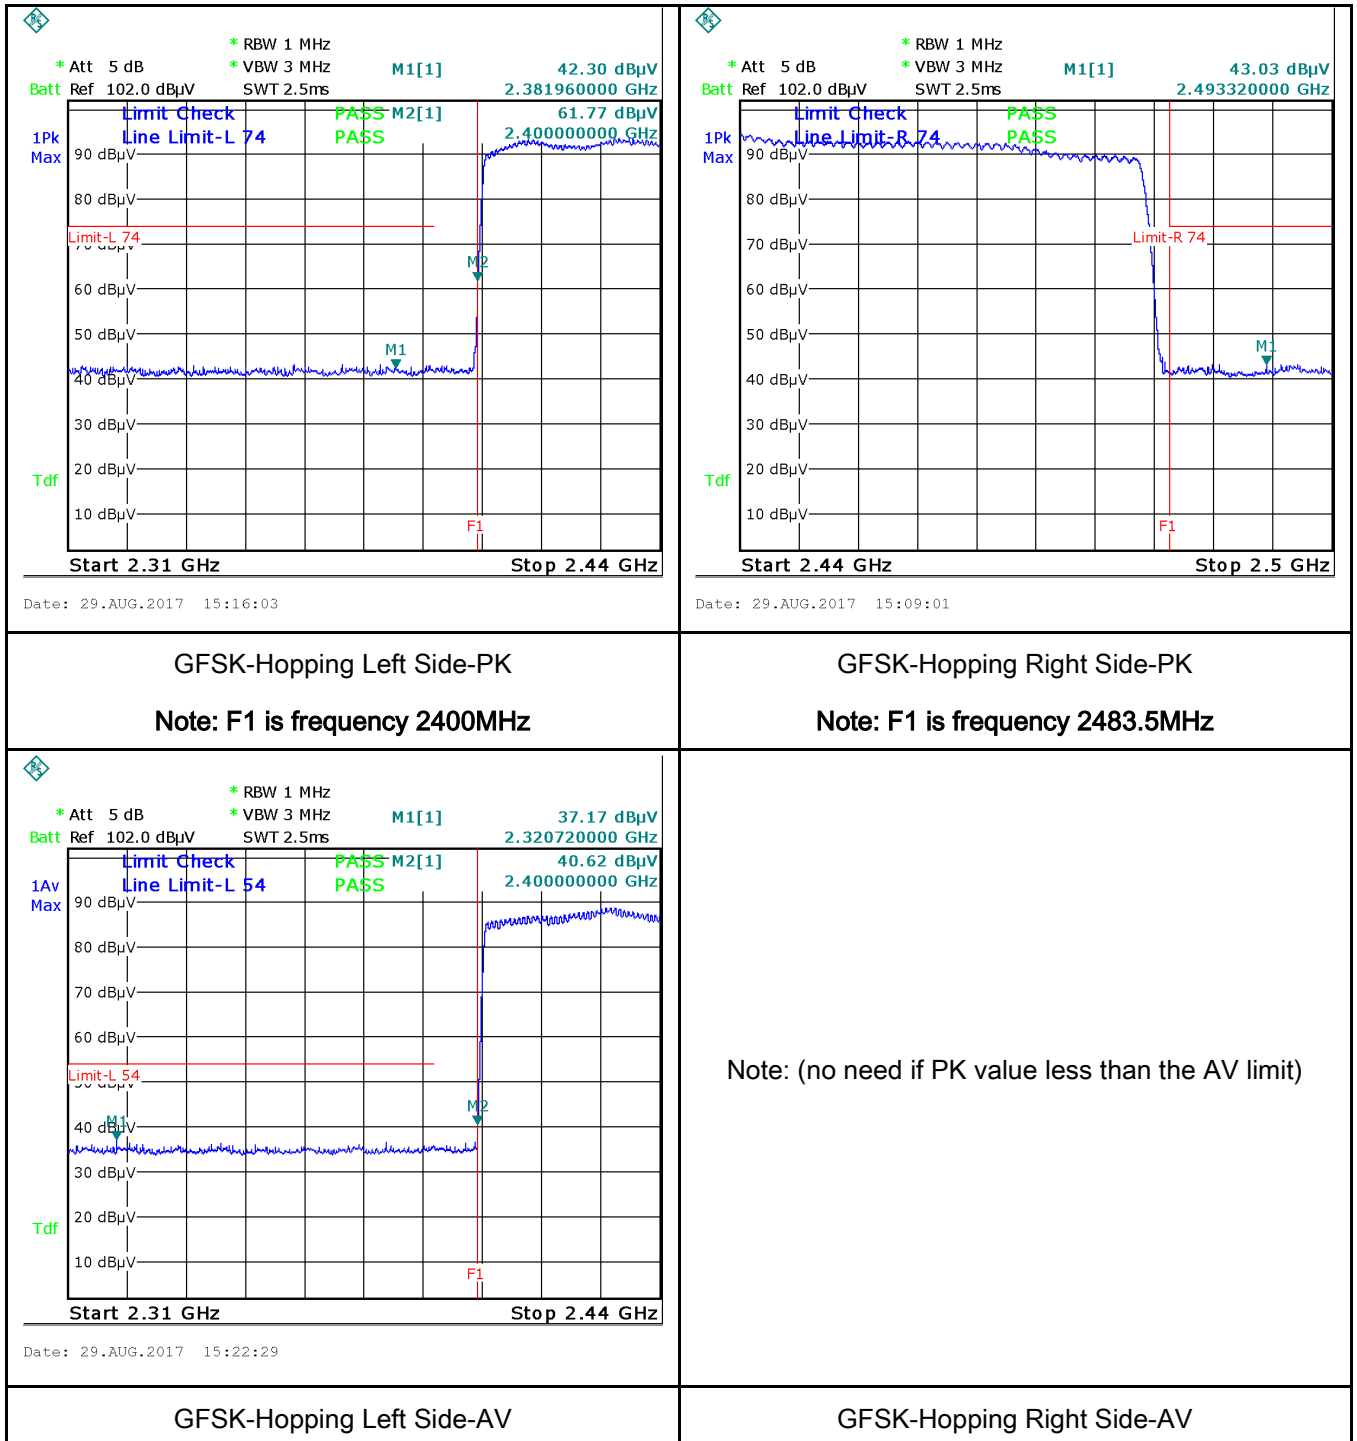 * RBW 1 MHz
* Att 5 dB * VBW 3 MHz M1[1] 42.30 dBµV
Batt Ref 102.0 dBµV SWT 2.5ms 2.381960000 GHz
Limit Check PASS M2[1] 61.77 dBµV
1Pk Line Limit-L 74 PASS 2.400000000 GHz
Max 90 dBµV
80 dBµV
Limit-L 74
70 dBµV
M2
60 dBµV
50 dBµV
M1
40 dBµV
30 dBµV
20 dBµV
Tdf
10 dBµV
F1
Start 2.31 GHz Stop 2.44 GHz
Date: 29.AUG.2017 15:16:03
* RBW 1 MHz
* Att 5 dB * VBW 3 MHz M1[1] 43.03 dBµV
Batt Ref 102.0 dBµV SWT 2.5ms 2.493320000 GHz
Limit Check PASS
1Pk Line Limit-R 74 PASS
Max 90 dBµV
80 dBµV
Limit-R 74
70 dBµV
60 dBµV
50 dBµV
M1
40 dBµV
30 dBµV
20 dBµV
Tdf
10 dBµV
F1
Start 2.44 GHz Stop 2.5 GHz
Date: 29.AUG.2017 15:09:01
GFSK-Hopping Left Side-PK
Note: F1 is frequency 2400MHz
GFSK-Hopping Right Side-PK
Note: F1 is frequency 2483.5MHz
* RBW 1 MHz
* Att 5 dB * VBW 3 MHz M1[1] 37.17 dBµV
Batt Ref 102.0 dBµV SWT 2.5ms 2.320720000 GHz
Limit Check PASS M2[1] 40.62 dBµV
1Av Line Limit-L 54 PASS 2.400000000 GHz
Max 90 dBµV
80 dBµV
70 dBµV
60 dBµV
Limit-L 54
50 dBµV
M2
M1
40 dBµV
30 dBµV
20 dBµV
Tdf
10 dBµV
F1
Start 2.31 GHz Stop 2.44 GHz
Date: 29.AUG.2017 15:22:29
Note: (no need if PK value less than the AV limit)
GFSK-Hopping Left Side-AV
GFSK-Hopping Right Side-AV